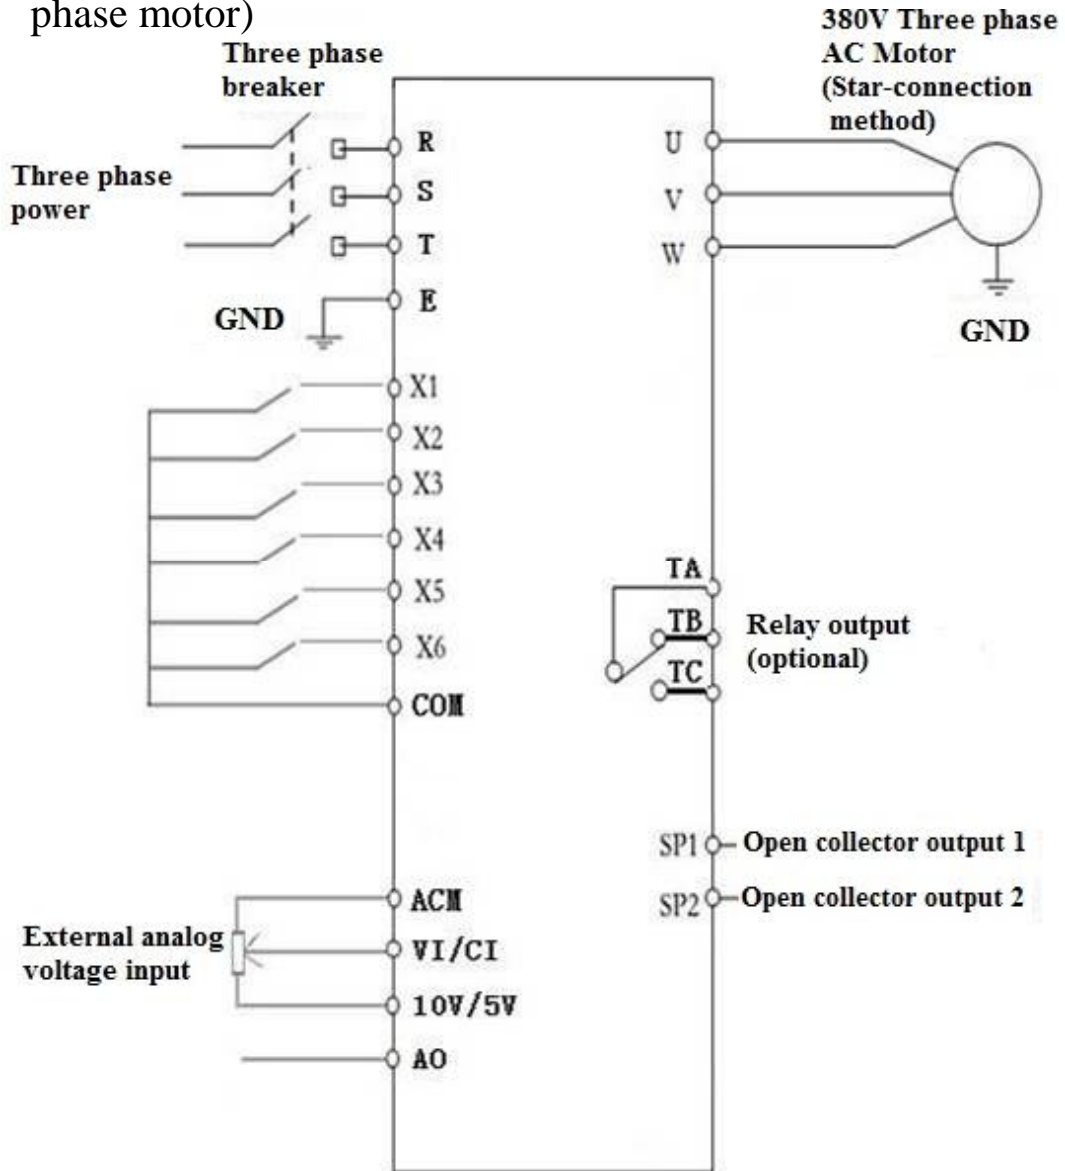 phase motor)
380V Three phase
AC Motor
(Star-connection
method)
Three phase
breaker
R
U
Three phase
power
S
V
T
W
E
GND
GND
X1
X2
X3
X4
X5
X6
COM
TA
TB
TC
Relay output
(optional)
SP1
Open collector output 1
SP2
Open collector output 2
ACM
External analog
voltage input
VI/CI
10V/5V
AO